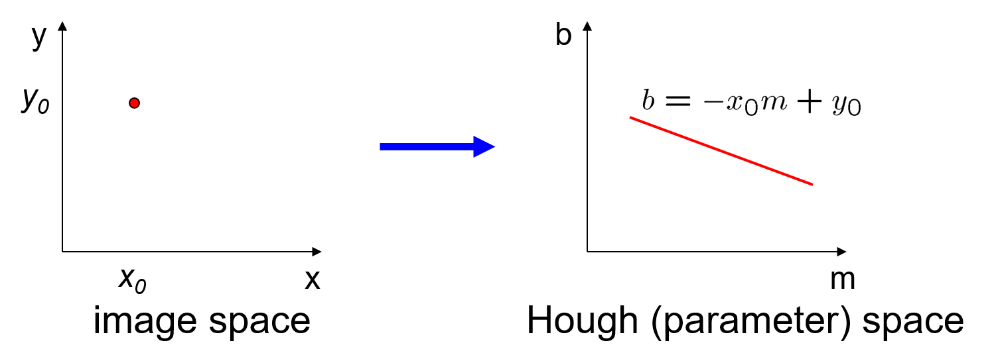 y
y₀
x₀
x
image space
b
b = −x₀m + y₀
m
Hough (parameter) space